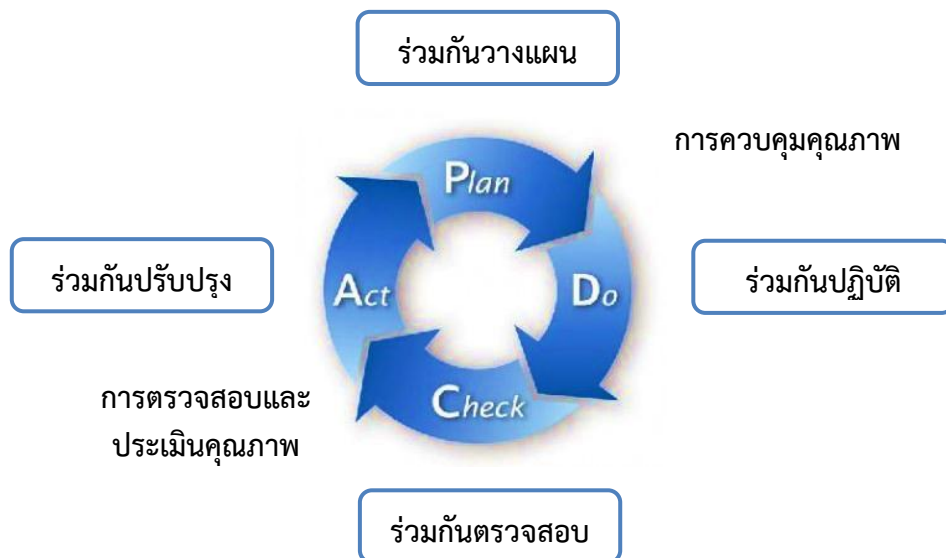 ร่วมกันวางแผน
การควบคุมคุณภาพ
Plan
ร่วมกันปรับปรุง
Act
Do
ร่วมกันปฏิบัติ
การตรวจสอบและ
ประเมินคุณภาพ
Check
ร่วมกันตรวจสอบ